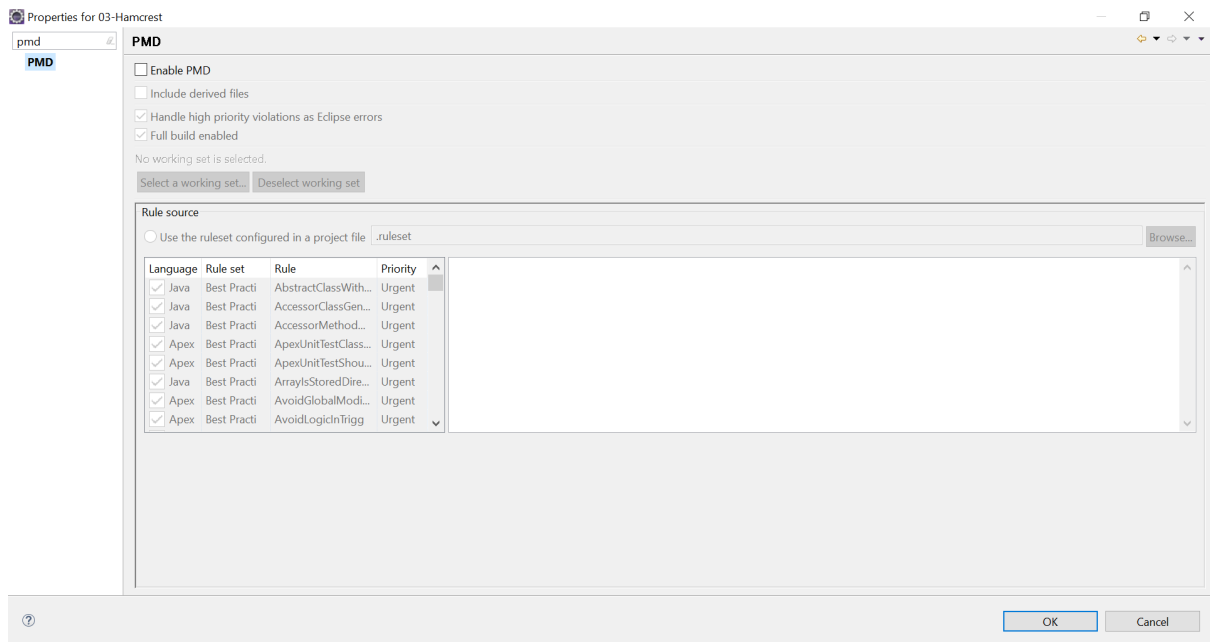 Properties for 03-Hamcrest
pmd
PMD
PMD
Enable PMD
Include derived files
Handle high priority violations as Eclipse errors
Full build enabled
No working set is selected.
Select a working set... Deselect working set
Rule source
Use the ruleset configured in a project file .ruleset Browse...
Language Rule set Rule Priority
Java Best Practi AbstractClassWith... Urgent
Java Best Practi AccessorClassGen... Urgent
Java Best Practi AccessorMethod... Urgent
Apex Best Practi ApexUnitTestClass... Urgent
Apex Best Practi ApexUnitTestShou... Urgent
Java Best Practi ArrayIsStoredDire... Urgent
Apex Best Practi AvoidGlobalModi... Urgent
Apex Best Practi AvoidLogicInTrigg Urgent
OK Cancel